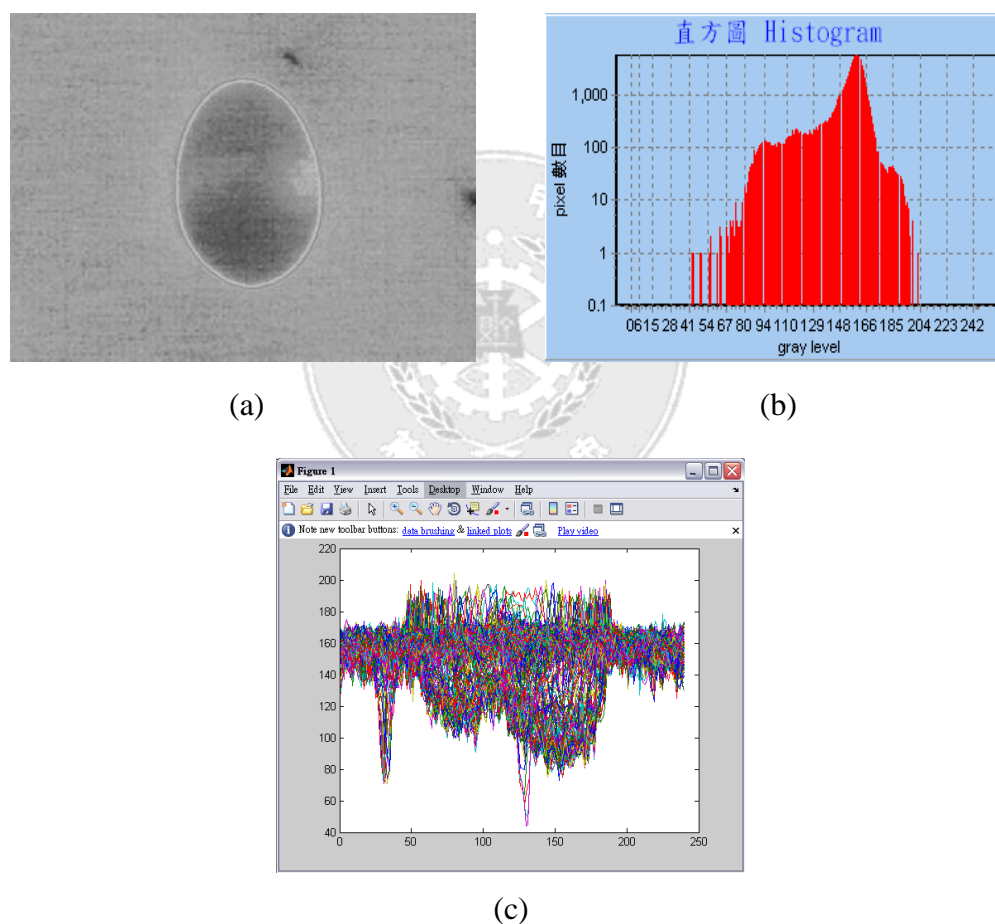 直方圖 Histogram
pixel 數目
1,000
100
10
1
0.1
06 15 28 41 54 67 80 94 110 129 148 166 185 204 223 242
gray level
(a)
(b)
Figure 1
File Edit View Insert Tools Desktop Window Help
Note new toolbar buttons: data brushing & linked plots Play video
220
200
180
160
140
120
100
80
60
40
0 50 100 150 200 250
(c)